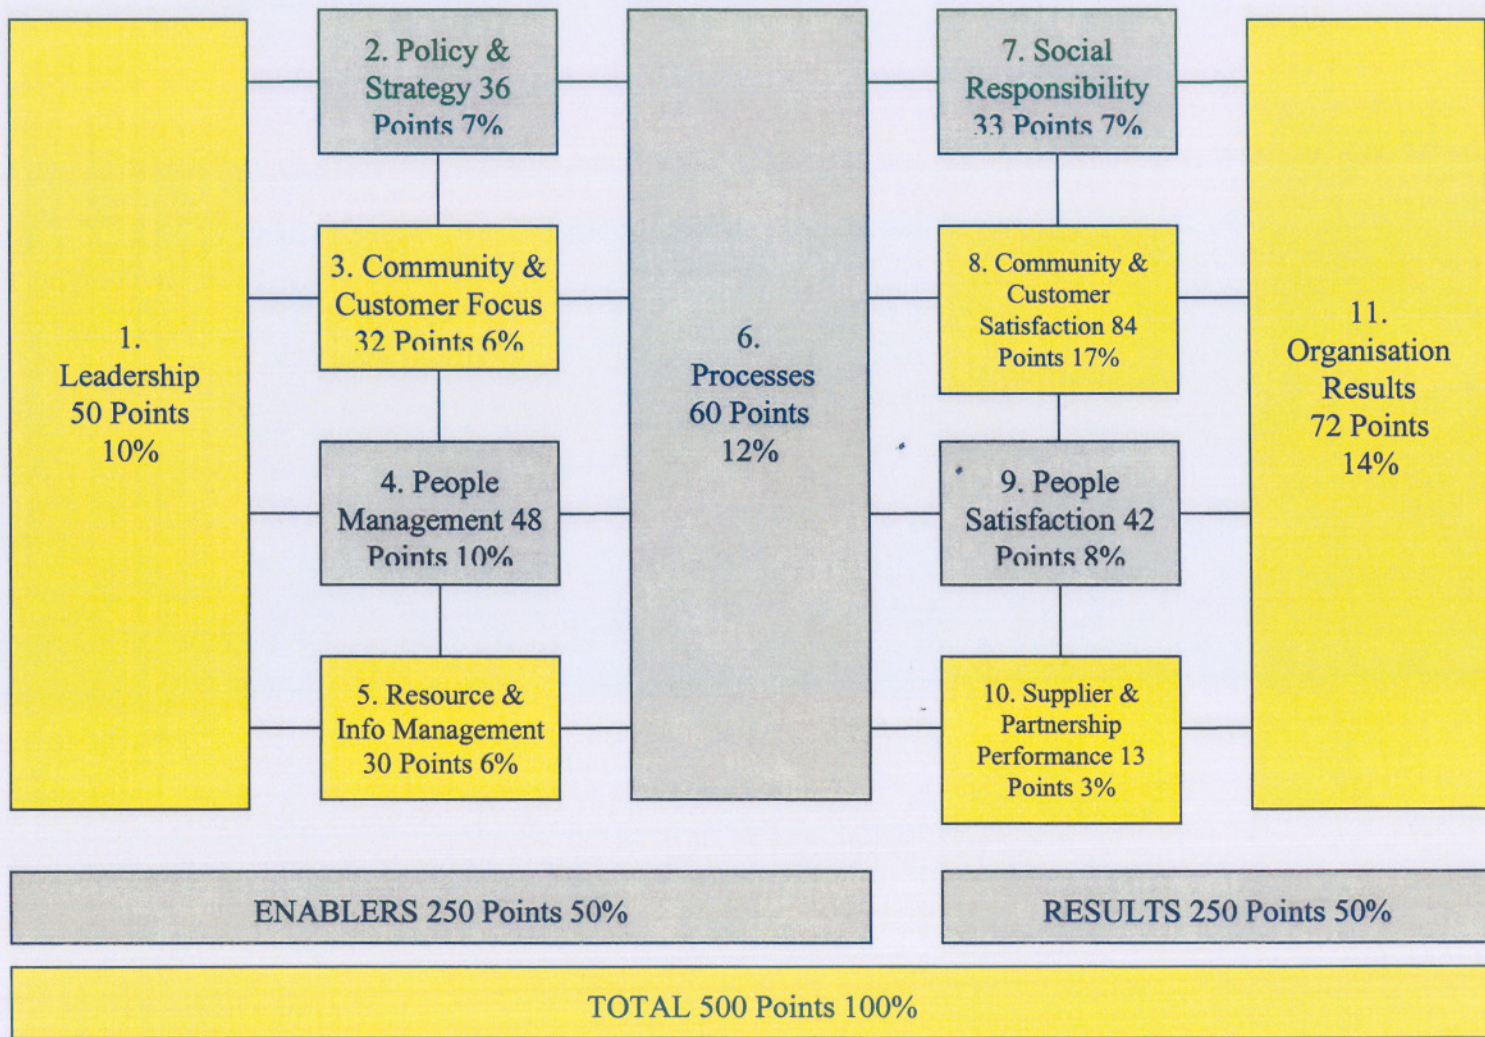 1.
Leadership
50 Points
10%
2. Policy &
Strategy 36
Points 7%
3. Community &
Customer Focus
32 Points 6%
4. People
Management 48
Points 10%
5. Resource &
Info Management
30 Points 6%
6.
Processes
60 Points
12%
7. Social
Responsibility
33 Points 7%
8. Community &
Customer
Satisfaction 84
Points 17%
9. People
Satisfaction 42
Points 8%
10. Supplier &
Partnership
Performance 13
Points 3%
11.
Organisation
Results
72 Points
14%
ENABLERS 250 Points 50%
RESULTS 250 Points 50%
TOTAL 500 Points 100%